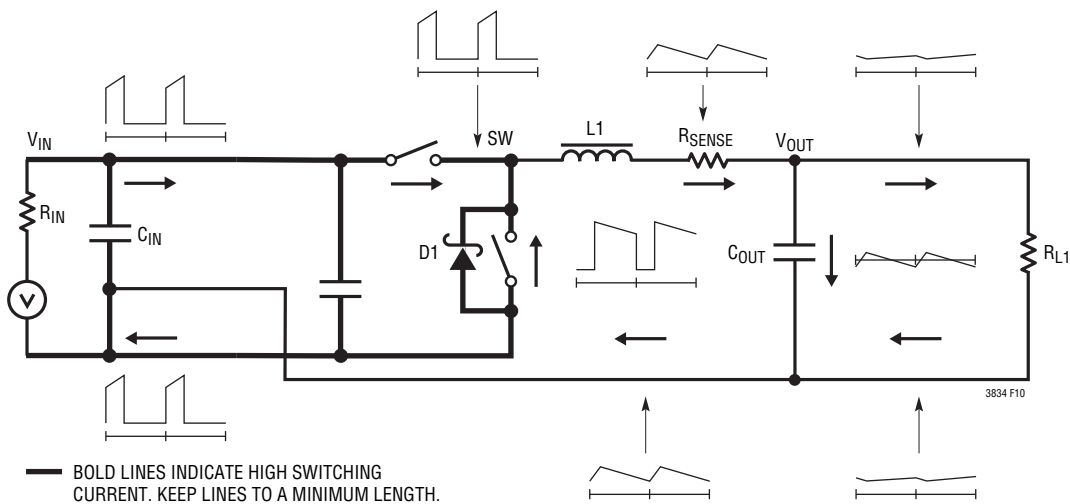 SW
L1
RSENSE
VOUT
VIN
RIN
CIN
D1
COUT
RL1
V
3834 F10
BOLD LINES INDICATE HIGH SWITCHING
CURRENT. KEEP LINES TO A MINIMUM LENGTH.